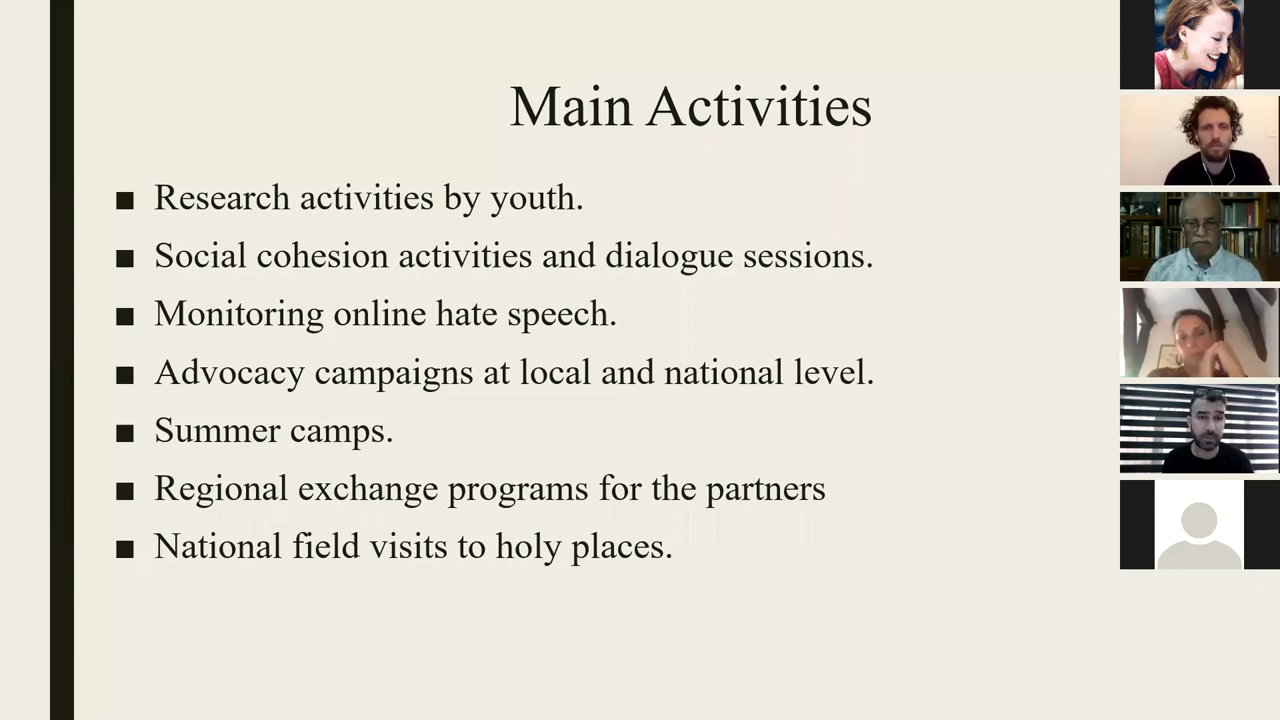 Main Activities
■ Research activities by youth.
■ Social cohesion activities and dialogue sessions.
■ Monitoring online hate speech.
■ Advocacy campaigns at local and national level.
■ Summer camps.
■ Regional exchange programs for the partners
■ National field visits to holy places.